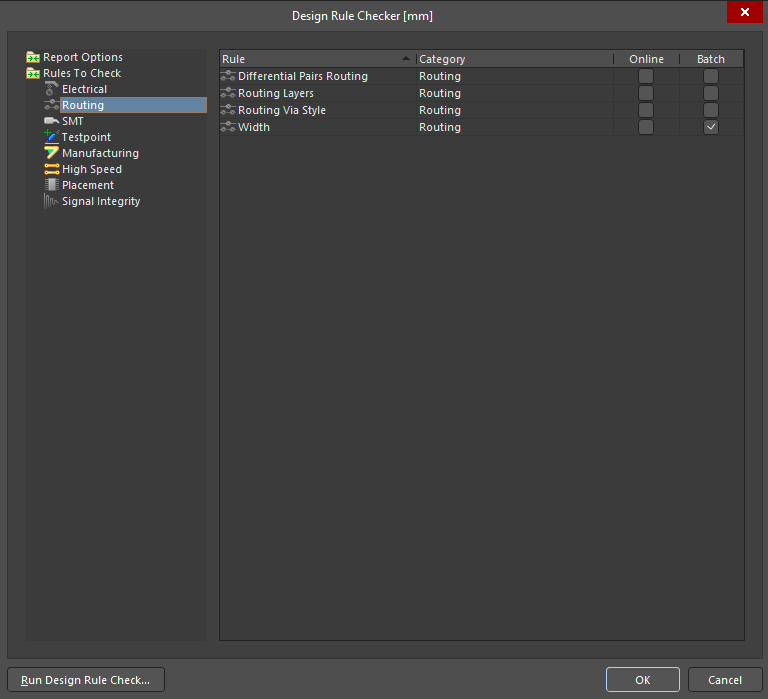 Design Rule Checker [mm]
Report Options
Rules To Check
Electrical
Routing
SMT
Testpoint
Manufacturing
High Speed
Placement
Signal Integrity
Rule Category Online Batch
Differential Pairs Routing Routing
Routing Layers Routing
Routing Via Style Routing
Width Routing
Run Design Rule Check... OK Cancel